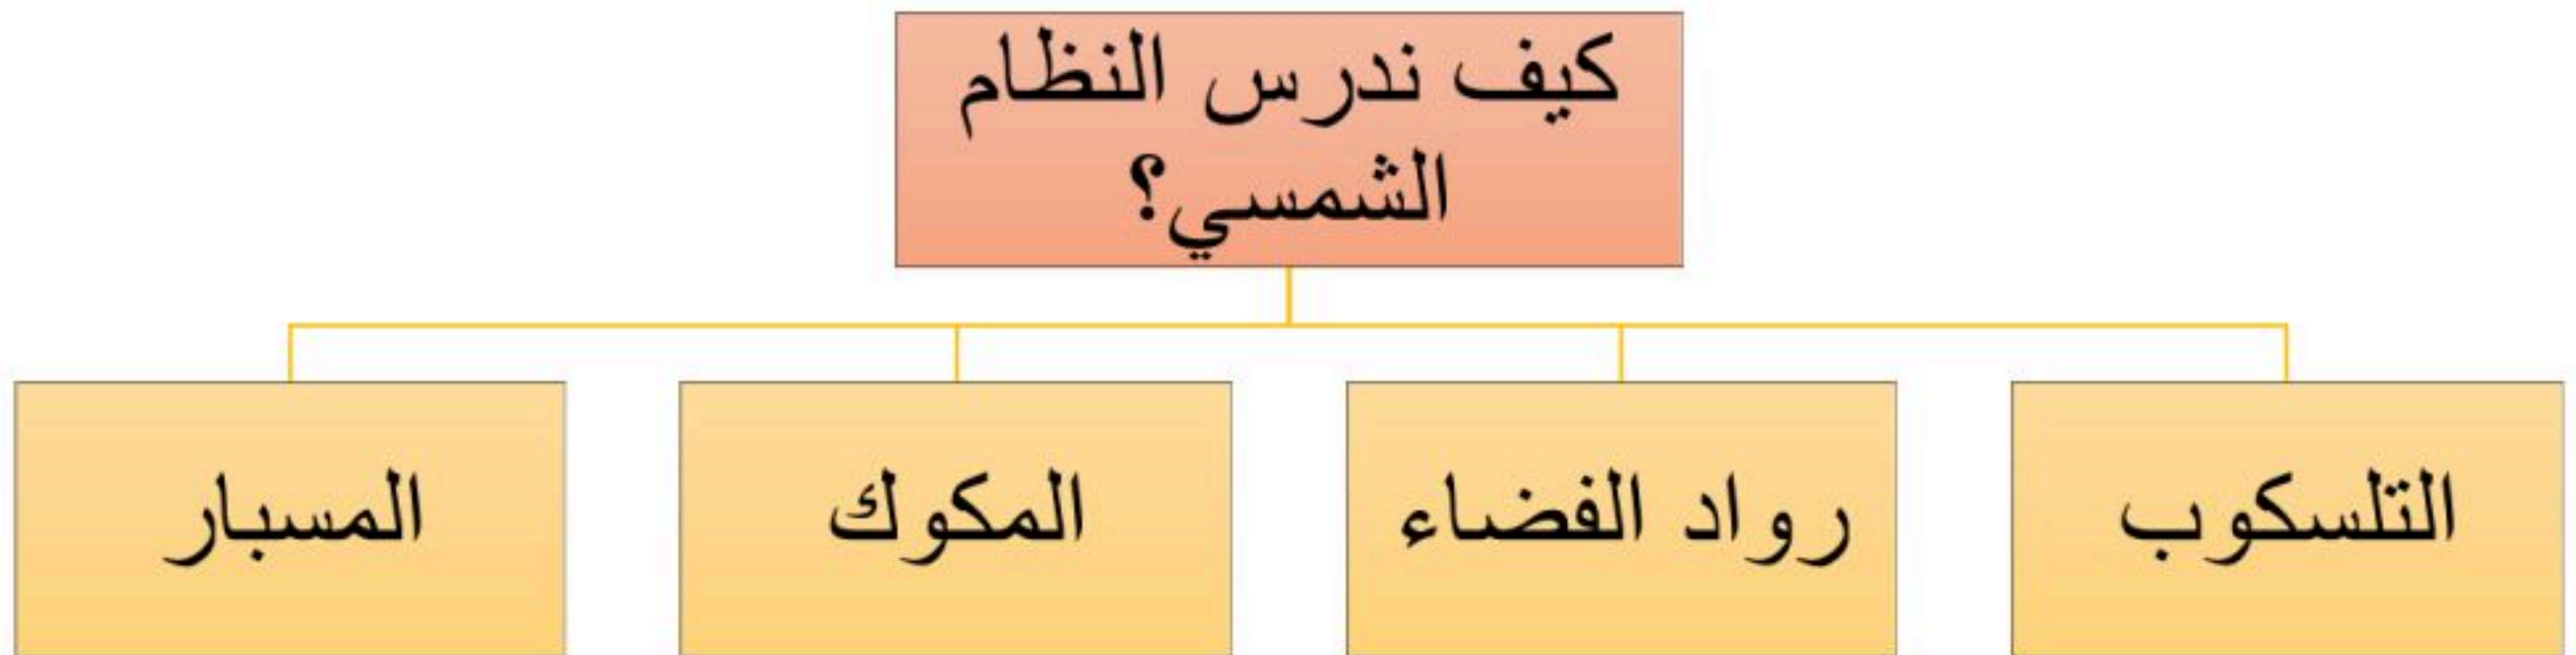 كيف ندرس النظام
الشمسي؟
التلسكوب
رواد الفضاء
المكوك
المسبار